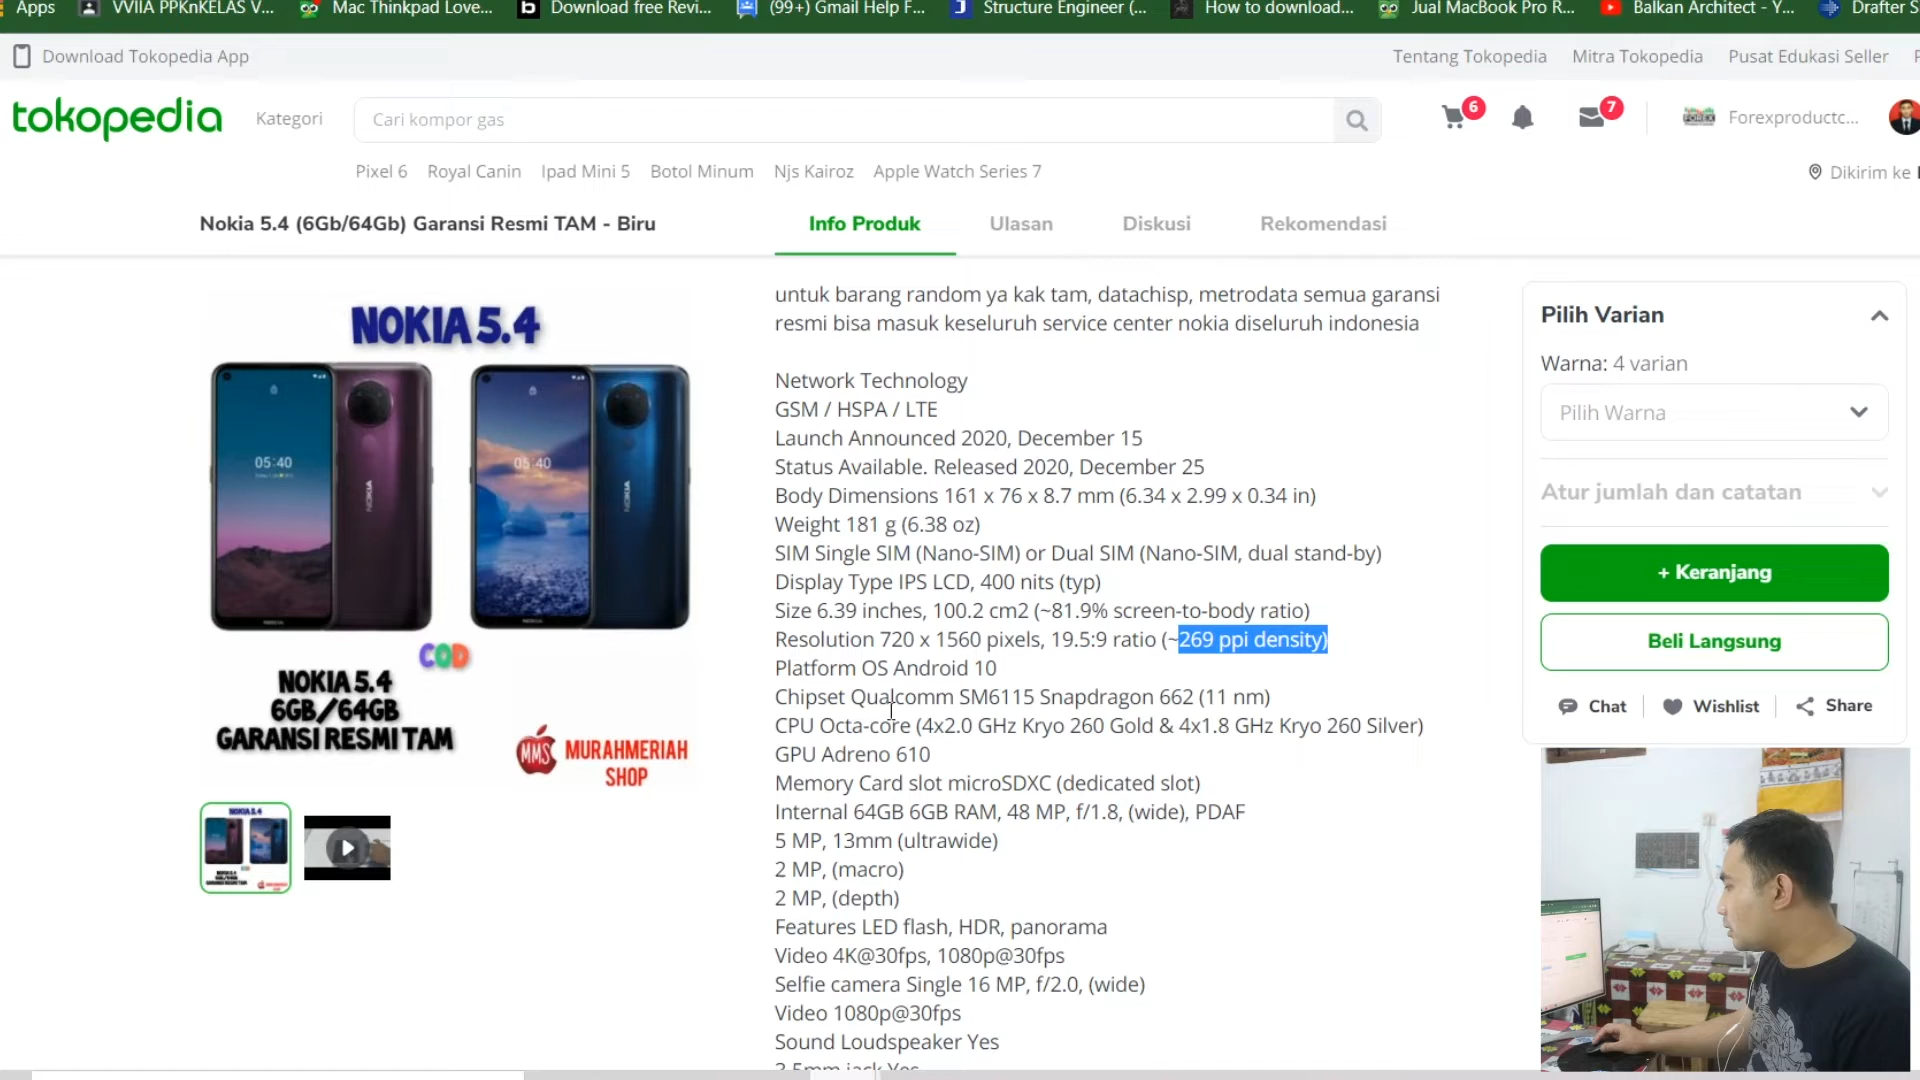 Apps VVIIA PPKnKELAS V... Mac Thinkpad Love... Download free Revi... (99+) Gmail Help F... Structure Engineer (... How to download... Jual MacBook Pro R... Balkan Architect - Y... Drafter S
Download Tokopedia App Tentang Tokopedia Mitra Tokopedia Pusat Edukasi Seller
tokopedia Kategori Cari kompor gas 6 7 FOREX Forexproductc...
Pixel 6 Royal Canin Ipad Mini 5 Botol Minum Njs Kairoz Apple Watch Series 7 Dikirim ke
Nokia 5.4 (6Gb/64Gb) Garansi Resmi TAM - Biru Info Produk Ulasan Diskusi Rekomendasi
NOKIA 5.4
05:40
NOKIA
05:40
NOKIA
COD
NOKIA 5.4
6GB/64GB
GARANSI RESMI TAM
MMS MURAHMERIAH
SHOP
untuk barang random ya kak tam, datachisp, metrodata semua garansi
resmi bisa masuk keseluruh service center nokia diseluruh indonesia
Network Technology
GSM / HSPA / LTE
Launch Announced 2020, December 15
Status Available. Released 2020, December 25
Body Dimensions 161 x 76 x 8.7 mm (6.34 x 2.99 x 0.34 in)
Weight 181 g (6.38 oz)
SIM Single SIM (Nano-SIM) or Dual SIM (Nano-SIM, dual stand-by)
Display Type IPS LCD, 400 nits (typ)
Size 6.39 inches, 100.2 cm2 (~81.9% screen-to-body ratio)
Resolution 720 x 1560 pixels, 19.5:9 ratio (~269 ppi density)
Platform OS Android 10
Chipset Qualcomm SM6115 Snapdragon 662 (11 nm)
CPU Octa-core (4x2.0 GHz Kryo 260 Gold & 4x1.8 GHz Kryo 260 Silver)
GPU Adreno 610
Memory Card slot microSDXC (dedicated slot)
Internal 64GB 6GB RAM, 48 MP, f/1.8, (wide), PDAF
5 MP, 13mm (ultrawide)
2 MP, (macro)
2 MP, (depth)
Features LED flash, HDR, panorama
Video 4K@30fps, 1080p@30fps
Selfie camera Single 16 MP, f/2.0, (wide)
Video 1080p@30fps
Sound Loudspeaker Yes
3.5mm jack Yes
Pilih Varian
Warna: 4 varian
Pilih Warna
Atur jumlah dan catatan
+ Keranjang
Beli Langsung
Chat Wishlist Share